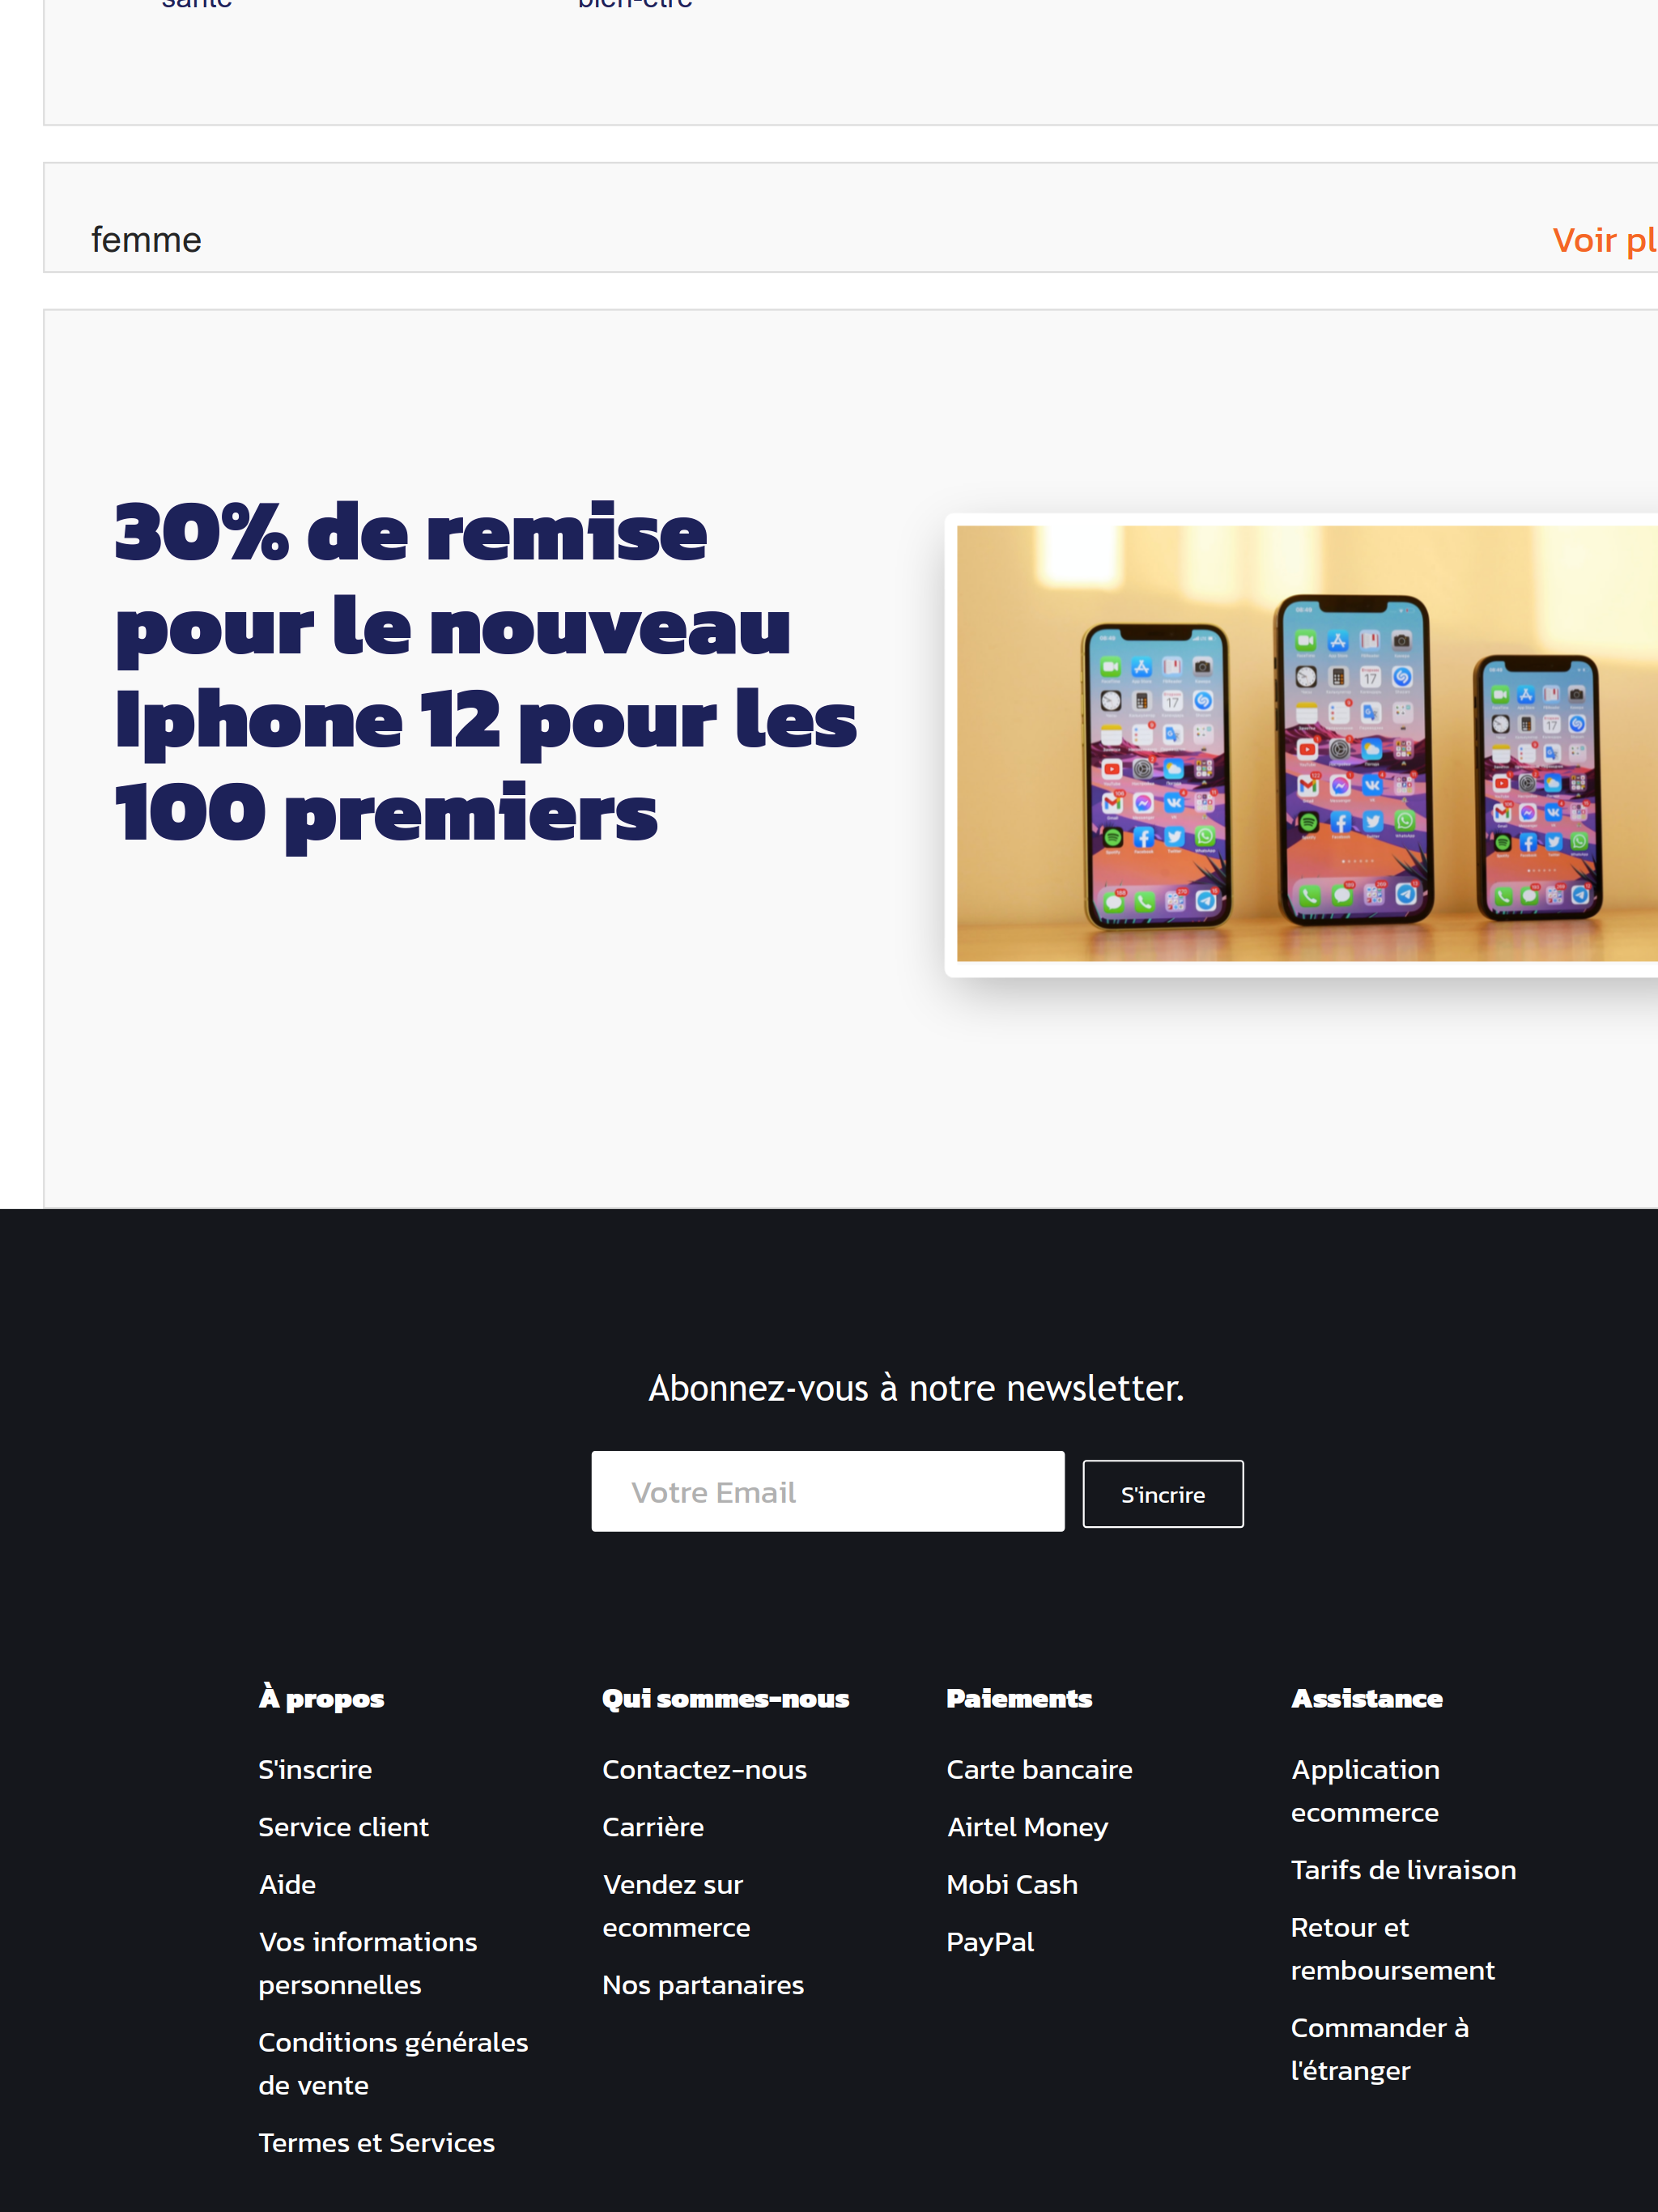 santé bien-être
femme Voir pl
30% de remise
pour le nouveau
Iphone 12 pour les
100 premiers
Abonnez-vous à notre newsletter.
Votre Email S'incrire
À propos
S'inscrire
Service client
Aide
Vos informations
personnelles
Conditions générales
de vente
Termes et Services
Qui sommes-nous
Contactez-nous
Carrière
Vendez sur
ecommerce
Nos partanaires
Paiements
Carte bancaire
Airtel Money
Mobi Cash
PayPal
Assistance
Application
ecommerce
Tarifs de livraison
Retour et
remboursement
Commander à
l'étranger